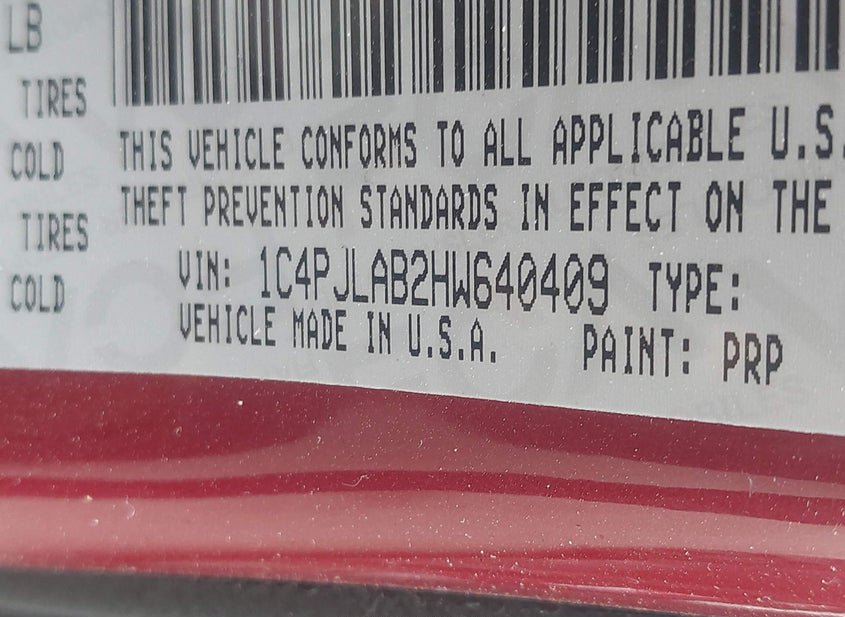 LB
TIRES
COLD
TIRES
COLD
THIS VEHICLE CONFORMS TO ALL APPLICABLE U.S.
THEFT PREVENTION STANDARDS IN EFFECT ON THE
VIN: 1C4PJLAB2HW640409 TYPE:
VEHICLE MADE IN U.S.A. PAINT: PRP